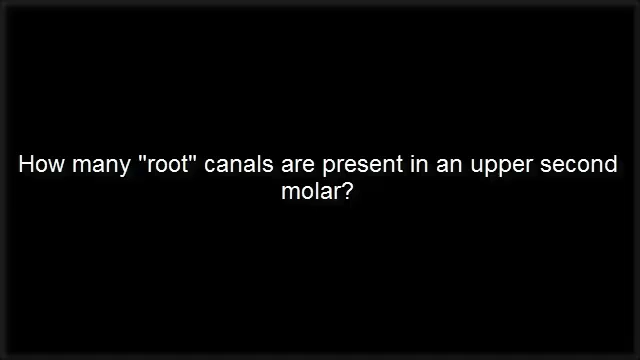 How many "root" canals are present in an upper second
molar?